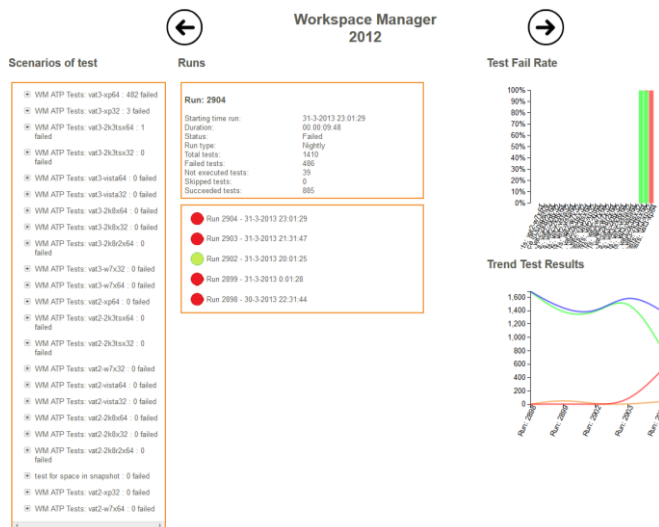 Workspace Manager
2012
Scenarios of test
WM ATP Tests: vat3-xp64 : 482 failed
WM ATP Tests: vat3-xp32 : 3 failed
WM ATP Tests: vat3-2k3tsx64 : 1
failed
WM ATP Tests: vat3-2k3tsx32 : 0
failed
WM ATP Tests: vat3-vista64 : 0 failed
WM ATP Tests: vat3-vista32 : 0 failed
WM ATP Tests: vat3-2k8x64 : 0 failed
WM ATP Tests: vat3-2k8x32 : 0 failed
WM ATP Tests: vat3-2k8r2x64 : 0
failed
WM ATP Tests: vat3-w7x32 : 0 failed
WM ATP Tests: vat3-w7x64 : 0 failed
WM ATP Tests: vat2-xp64 : 0 failed
WM ATP Tests: vat2-2k3tsx64 : 0
failed
WM ATP Tests: vat2-2k3tsx32 : 0
failed
WM ATP Tests: vat2-w7x32 : 0 failed
WM ATP Tests: vat2-vista64 : 0 failed
WM ATP Tests: vat2-vista32 : 0 failed
WM ATP Tests: vat2-2k8x64 : 0 failed
WM ATP Tests: vat2-2k8x32 : 0 failed
WM ATP Tests: vat2-2k8r2x64 : 0
failed
test for space in snapshot : 0 failed
WM ATP Tests: vat2-xp32 : 0 failed
WM ATP Tests: vat2-w7x64 : 0 failed
Runs
Run: 2904
Starting time run: 31-3-2013 23:01:29
Duration: 00:00:09:48
Status: Failed
Run type: Nightly
Total tests: 1410
Failed tests: 486
Not executed tests: 39
Skipped tests: 0
Succeeded tests: 885
Run 2904 - 31-3-2013 23:01:29
Run 2903 - 31-3-2013 21:31:47
Run 2902 - 31-3-2013 20:01:25
Run 2899 - 31-3-2013 0:01:28
Run 2898 - 30-3-2013 22:31:44
Test Fail Rate
100%
90%
80%
70%
60%
50%
40%
30%
20%
10%
0%
Trend Test Results
1,600
1,400
1,200
1,000
800
600
400
200
0
Run: 2898
Run: 2899
Run: 2902
Run: 2903